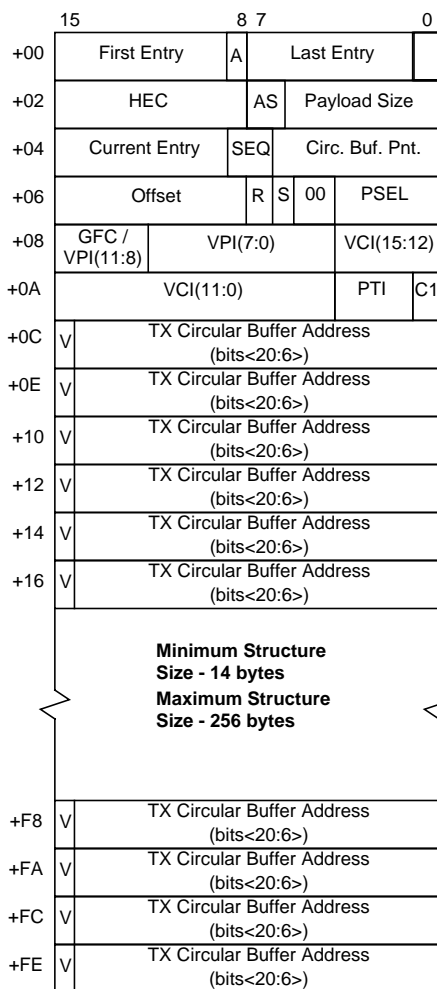 15 8 7 0
+00 First Entry A Last Entry
+02 HEC AS Payload Size
+04 Current Entry SEQ Circ. Buf. Pnt.
+06 Offset R S 00 PSEL
+08 GFC / VPI(11:8) VPI(7:0) VCI(15:12)
+0A VCI(11:0) PTI C1
+0C V TX Circular Buffer Address
(bits<20:6>)
+0E V TX Circular Buffer Address
(bits<20:6>)
+10 V TX Circular Buffer Address
(bits<20:6>)
+12 V TX Circular Buffer Address
(bits<20:6>)
+14 V TX Circular Buffer Address
(bits<20:6>)
+16 V TX Circular Buffer Address
(bits<20:6>)
Minimum Structure
Size - 14 bytes
Maximum Structure
Size - 256 bytes
+F8 V TX Circular Buffer Address
(bits<20:6>)
+FA V TX Circular Buffer Address
(bits<20:6>)
+FC V TX Circular Buffer Address
(bits<20:6>)
+FE V TX Circular Buffer Address
(bits<20:6>)